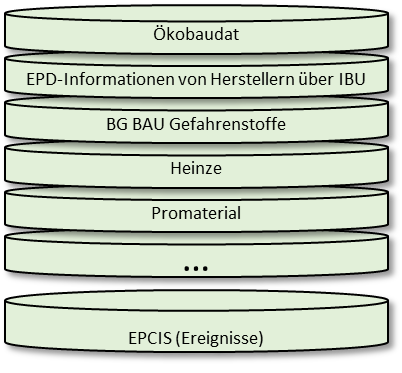 Ökobaudat
EPD-Informationen von Herstellern über IBU
BG BAU Gefahrenstoffe
Heinze
Promaterial
...
EPCIS (Ereignisse)